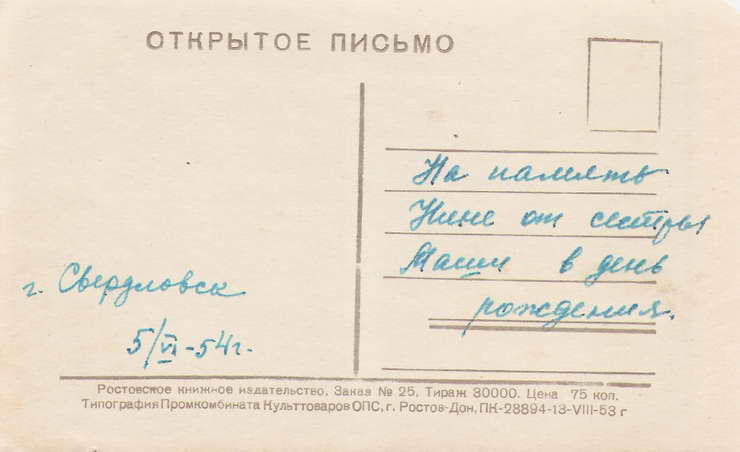 ОТКРЫТОЕ ПИСЬМО
На память
Нине от сестры
Маши в день
рождения.
г. Свердловск
5/VI-54г.
Ростовское книжное издательство, Заказ № 25, Тираж 30000. Цена 75 коп.
Типография Промкомбината Культтоваров ОПС, г. Ростов-Дон, ПК-28894-13-VIII-53 г